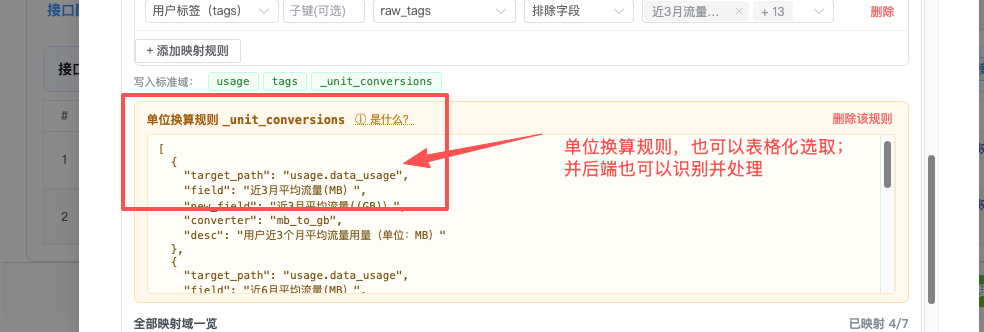 接口
用户标签（tags）
子键(可选)
raw_tags
排除字段
近3月流量... ×
+ 13
删除
+ 添加映射规则
接口
写入标准域：
usage
tags
_unit_conversions
#
单位换算规则 _unit_conversions
ⓘ 是什么？
删除该规则
1
2
[
{
"target_path": "usage.data_usage",
"field": "近3月平均流量(MB) ",
"new_field": "近3月平均流量((GB)) ",
"converter": "mb_to_gb",
"desc": "用户近3个月平均流量用量（单位：MB）"
},
{
"target_path": "usage.data_usage",
"field": "近6月平均流量(MB) ",
单位换算规则，也可以表格化选取；
并后端也可以识别并处理
全部映射域一览
已映射 4/7